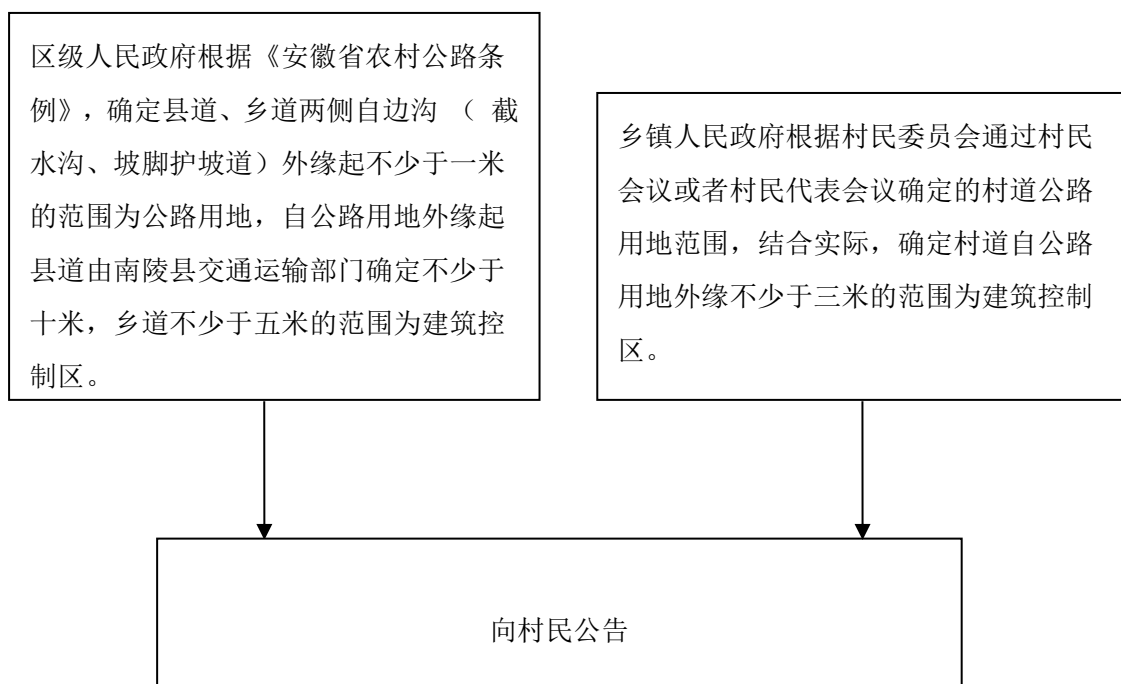 区级人民政府根据《安徽省农村公路条
例》，确定县道、乡道两侧自边沟 （ 截
水沟、坡脚护坡道）外缘起不少于一米
的范围为公路用地，自公路用地外缘起
县道由南陵县交通运输部门确定不少于
十米，乡道不少于五米的范围为建筑控
制区。
乡镇人民政府根据村民委员会通过村民
会议或者村民代表会议确定的村道公路
用地范围，结合实际，确定村道自公路
用地外缘不少于三米的范围为建筑控制
区。
向村民公告